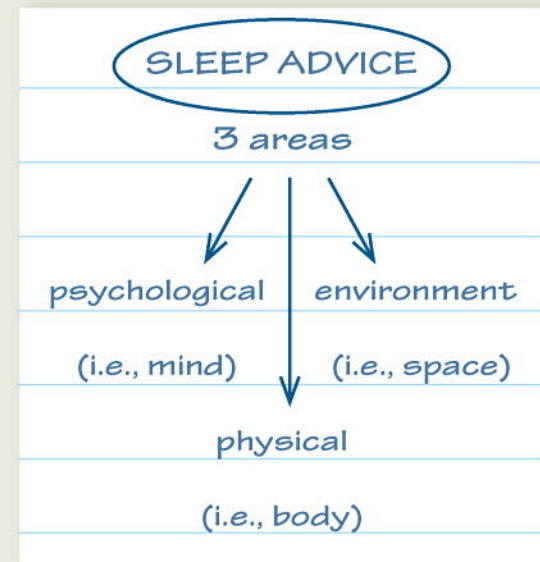 SLEEP ADVICE
3 areas
psychological environment
(i.e., mind) (i.e., space)
physical
(i.e., body)